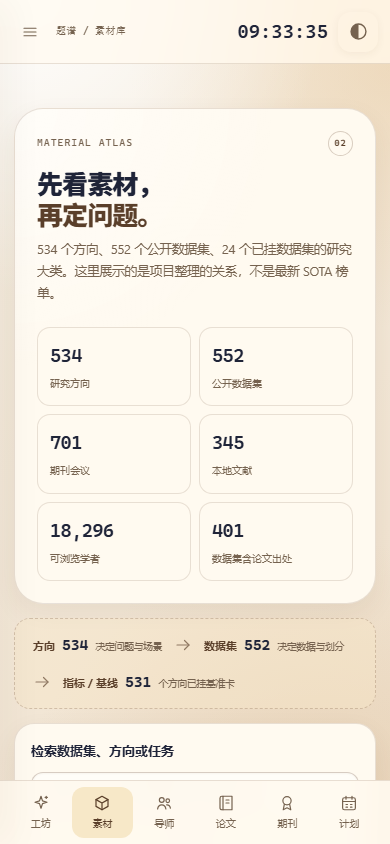 题谱 / 素材库
09:33:35
MATERIAL ATLAS
02
先看素材，
再定问题。
534 个方向、552 个公开数据集、24 个已挂数据集的研究
大类。这里展示的是项目整理的关系，不是最新 SOTA 榜
单。
534
研究方向
552
公开数据集
701
期刊会议
345
本地文献
18,296
可浏览学者
401
数据集含论文出处
方向 534 决定问题与场景 → 数据集 552 决定数据与划分
→ 指标 / 基线 531 个方向已挂基准卡
检索数据集、方向或任务
工坊
素材
导师
论文
期刊
计划